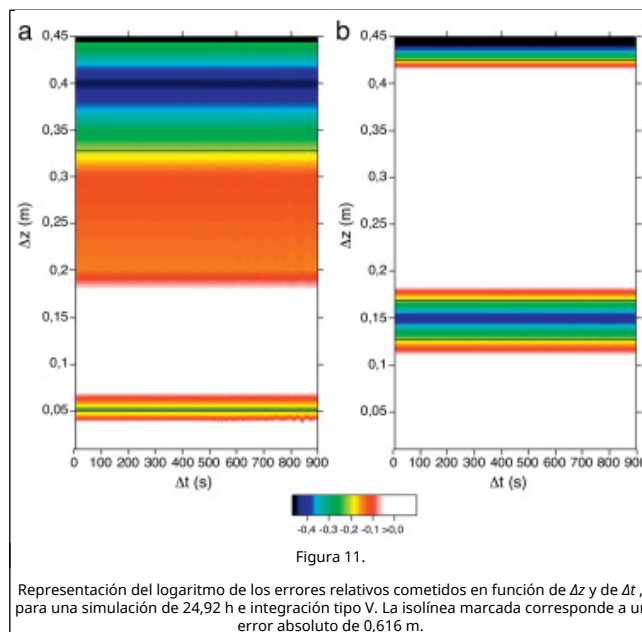 a
b
0,45
0,4
0,35
0,3
0,25
0,2
0,15
0,1
0,05
Δz (m)
0 100 200 300 400 500 600 700 800 900
Δt (s)
0,45
0,4
0,35
0,3
0,25
0,2
0,15
0,1
0,05
Δz (m)
0 100 200 300 400 500 600 700 800 900
Δt (s)
-0,4 -0,3 -0,2 -0,1 >0,0
Figura 11.
Representación del logaritmo de los errores relativos cometidos en función de Δz y de Δt ,
para una simulación de 24,92 h e integración tipo V. La isolínea marcada corresponde a un
error absoluto de 0,616 m.